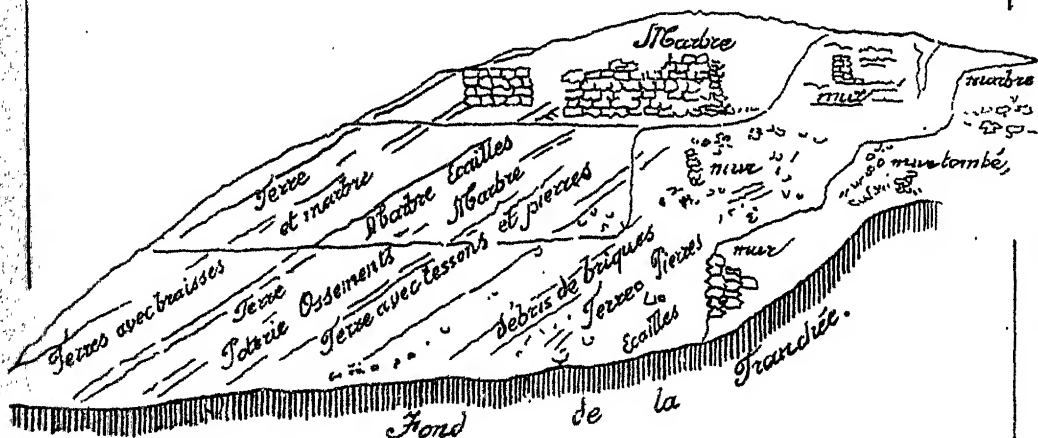 Marbre
mur
marbre
mur tombé,
mur
mur
Terre
et marbre
Marbre Ecailles
Marbre
Terres avec braisses
Terre
Poterie Ossements
Terre avec tessons et pierres
débris de briques
Terre Pierres
Ecailles
Fond de la Tranchée.